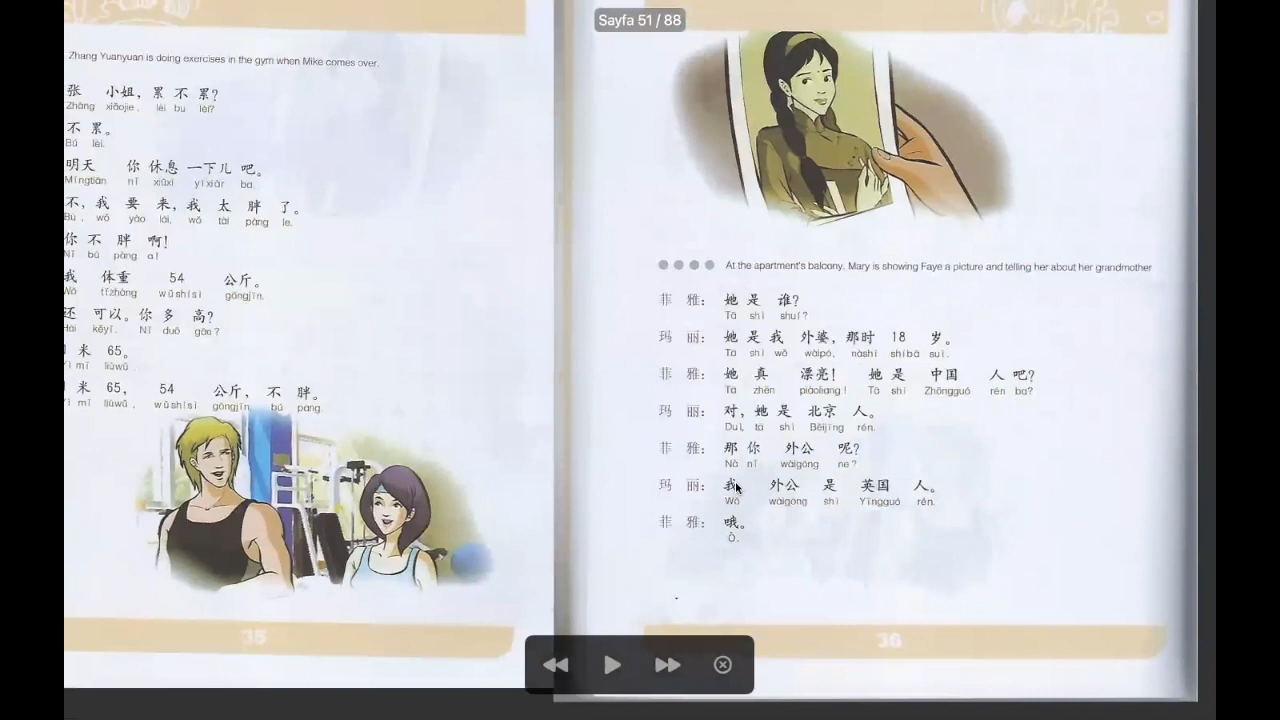 Sayfa 51 / 88
Zhang Yuanyuan is doing exercises in the gym when Mike comes over.
张 小姐，累 不 累？
Zhāng xiǎojie, lèi bu lèi?
不 累。
Bú lèi.
明天 你 休息 一下儿 吧。
Míngtiān nǐ xiūxi yíxiàr ba.
不，我 要 来，我 太 胖 了。
Bù, wǒ yào lái, wǒ tài pàng le.
你 不 胖 啊！
Nǐ bú pàng a!
我 体重 54 公斤。
Wǒ tǐzhòng wǔshísì gōngjīn.
还 可以。你 多 高？
Hái kěyǐ. Nǐ duō gāo?
米 65。
mǐ liùwǔ.
米 65， 54 公斤，不 胖。
mǐ liùwǔ, wǔshísì gōngjīn, bú pàng.
35
At the apartment's balcony, Mary is showing Faye a picture and telling her about her grandmother
菲 雅： 她 是 谁？
Tā shì shuí?
玛 丽： 她 是 我 外婆，那时 18 岁。
Tā shì wǒ wàipó, nàshí shíbā suì.
菲 雅： 她 真 漂亮！ 她 是 中国 人 吧？
Tā zhēn piàoliang! Tā shì Zhōngguó rén ba?
玛 丽： 对，她 是 北京 人。
Duì, tā shì Běijīng rén.
菲 雅： 那 你 外公 呢？
Nà nǐ wàigōng ne?
玛 丽： 我 外公 是 英国 人。
Wǒ wàigōng shì Yīngguó rén.
菲 雅： 哦。
Ò.
36